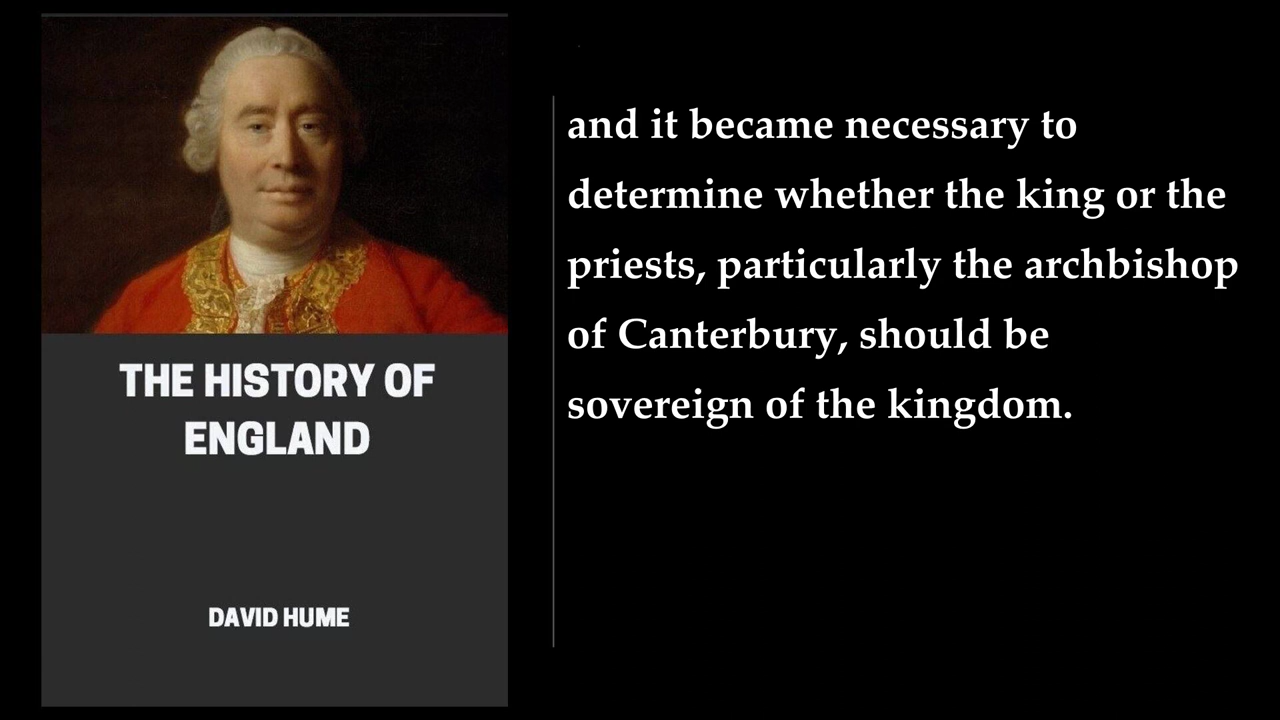 THE HISTORY OF
ENGLAND
DAVID HUME
and it became necessary to
determine whether the king or the
priests, particularly the archbishop
of Canterbury, should be
sovereign of the kingdom.